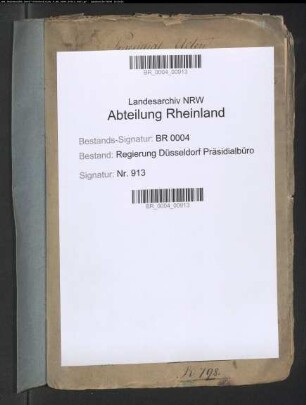 BR_0004_00913
Landesarchiv NRW
Abteilung Rheinland
Bestands-Signatur: BR 0004
Bestand: Regierung Düsseldorf Präsidialbüro
Signatur: Nr. 913
BR_0004_00913